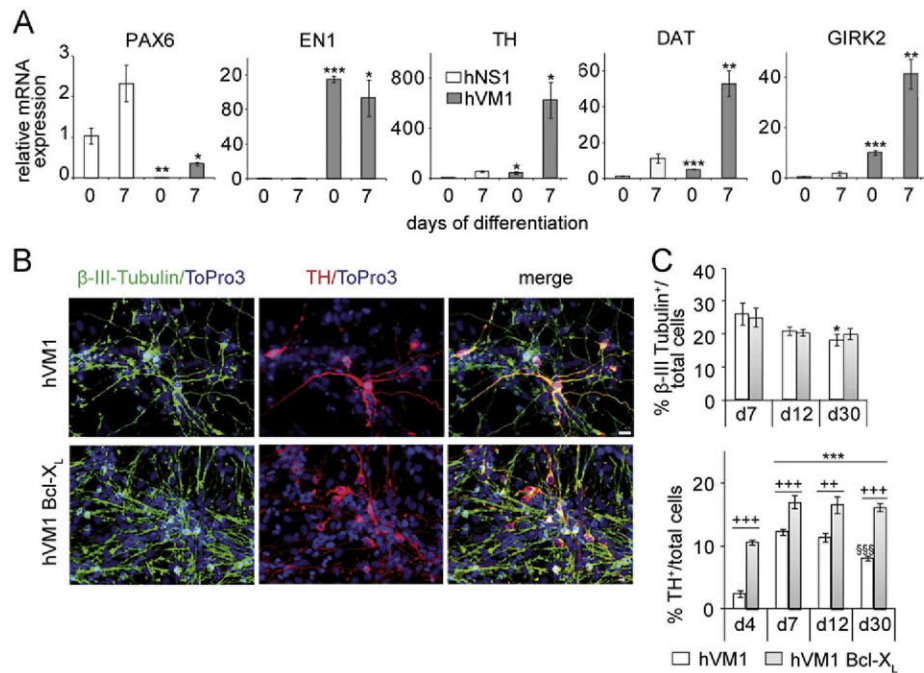 A
PAX6 EN1 TH DAT GIRK2
relative mRNA
expression
3
2
1
0
** *
0 7 0 7
120
80
40
0
*** *
0 7 0 7
800
400
0
hNS1
hVM1
* *
0 7 0 7
60
40
20
0
*** **
0 7 0 7
40
20
0
*** **
0 7 0 7
days of differentiation
B
β-III-Tubulin/ToPro3 TH/ToPro3 merge
hVM1
hVM1 Bcl-XL
C
% β-III Tubulin+/
total cells
40
30
20
10
0
*
d7 d12 d30
% TH+/total cells
20
10
0
***
+++ +++ ++ +++
§§§
d4 d7 d12 d30
hVM1 hVM1 Bcl-XL